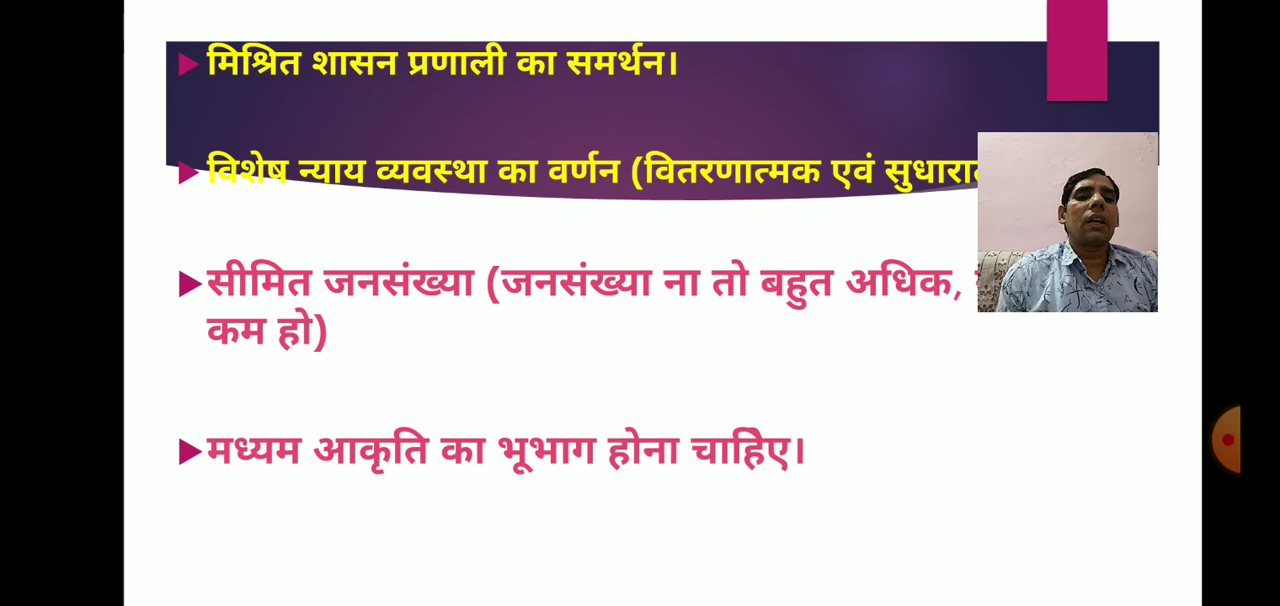 मिश्रित शासन प्रणाली का समर्थन।
विशेष न्याय व्यवस्था का वर्णन (वितरणात्मक एवं
सीमित जनसंख्या (जनसंख्या ना तो बहुत अधिक,
कम हो)
मध्यम आकृति का भूभाग होना चाहिए।